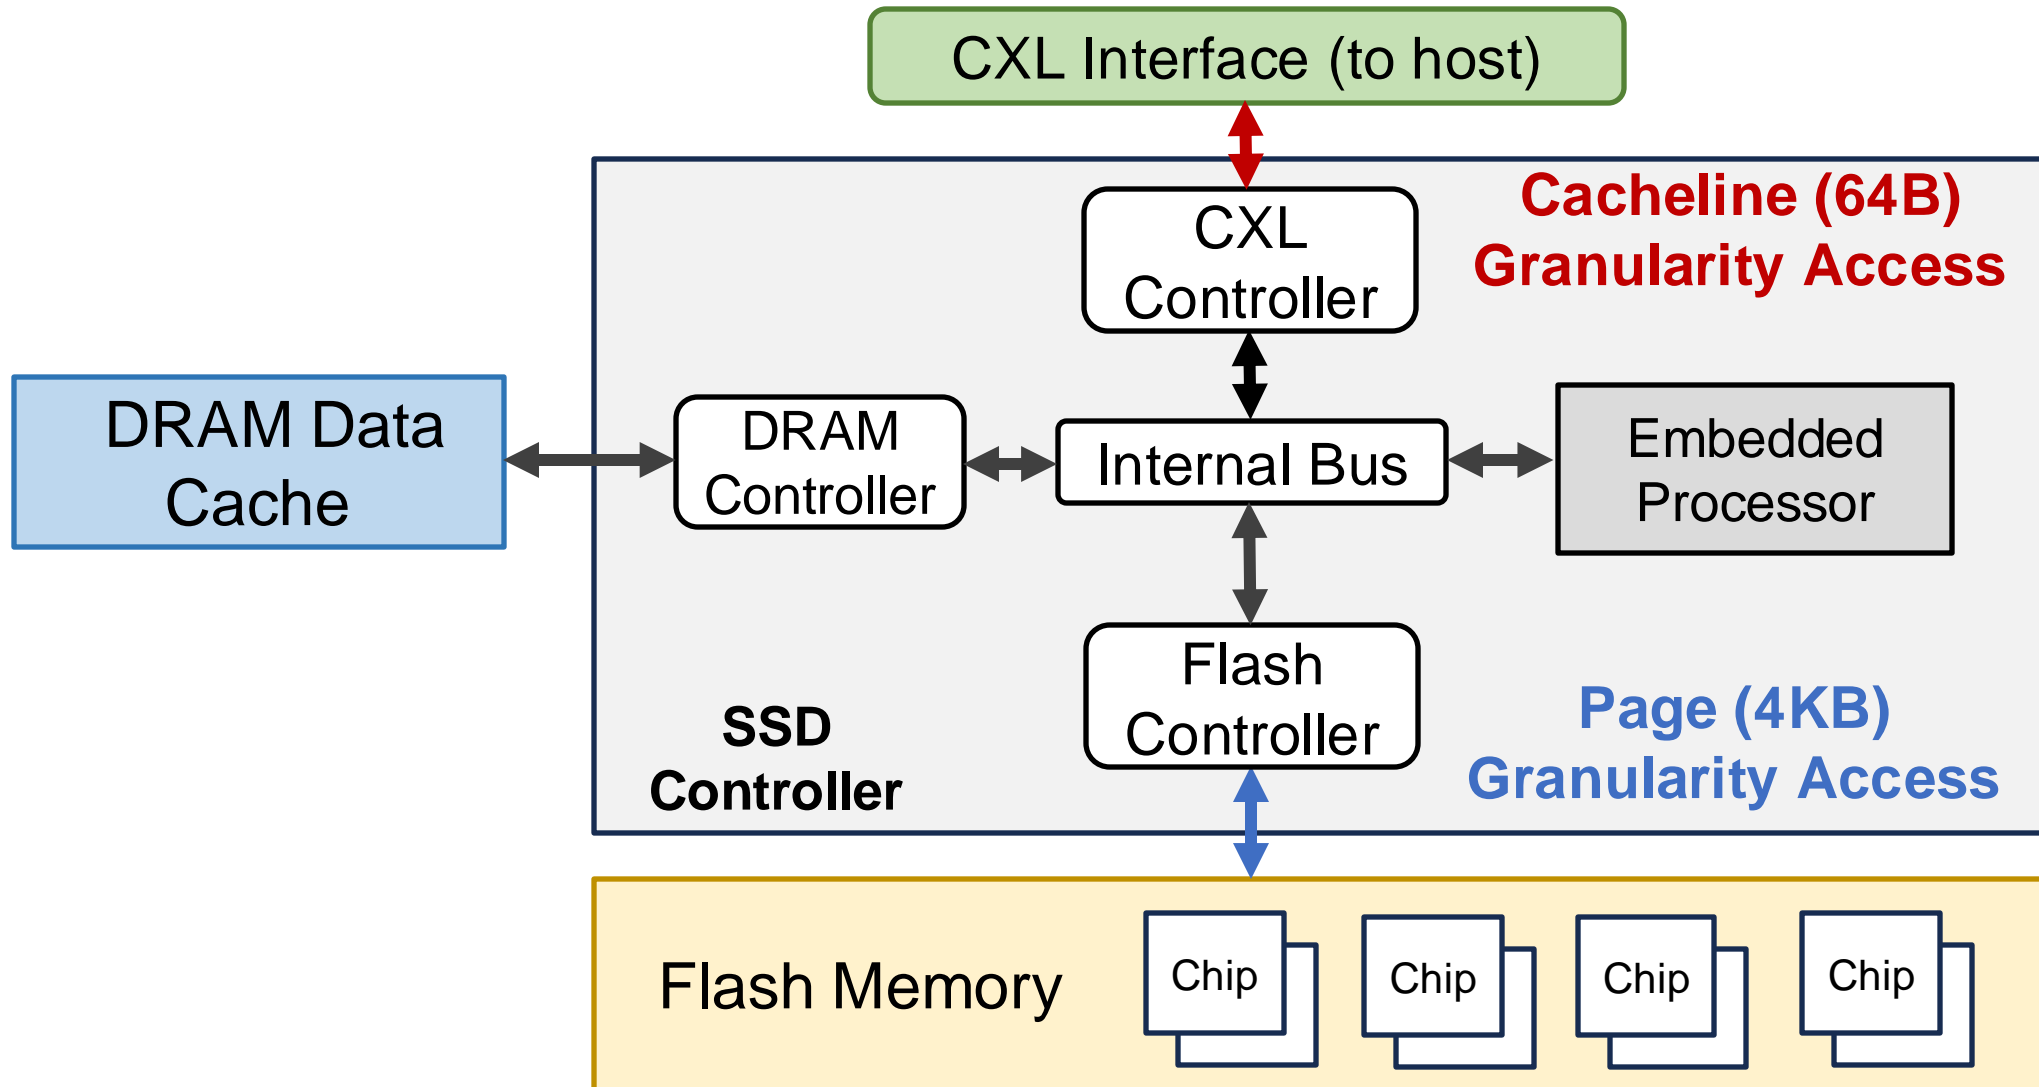 CXL Interface (to host)
Cacheline (64B)
Granularity Access
CXL
Controller
DRAM Data
Cache
DRAM
Controller
Internal Bus
Embedded
Processor
Flash
Controller
SSD
Controller
Page (4KB)
Granularity Access
Flash Memory
Chip
Chip
Chip
Chip